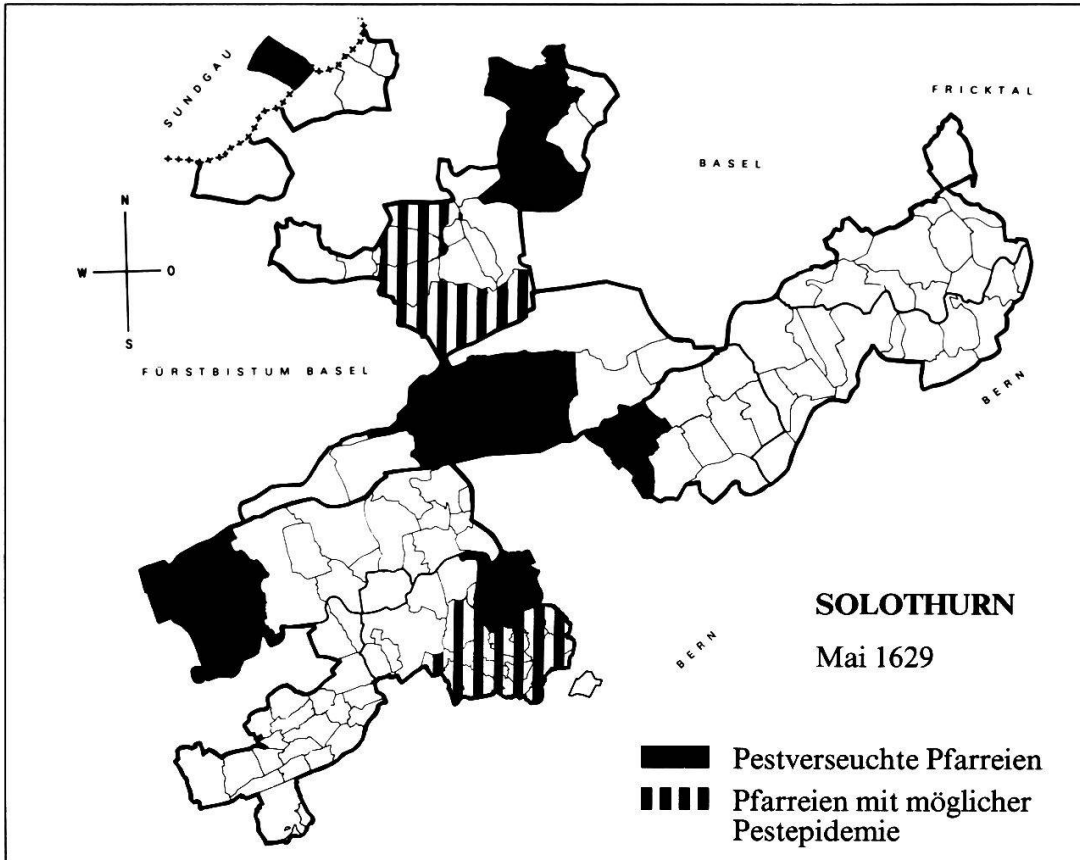 SUNDGAU
FRICKTAL
BASEL
N
W O
S
FÜRSTBISTUM BASEL
BERN
BERN
SOLOTHURN
Mai 1629
Pestverseuchte Pfarreien
Pfarreien mit möglicher
Pestepidemie